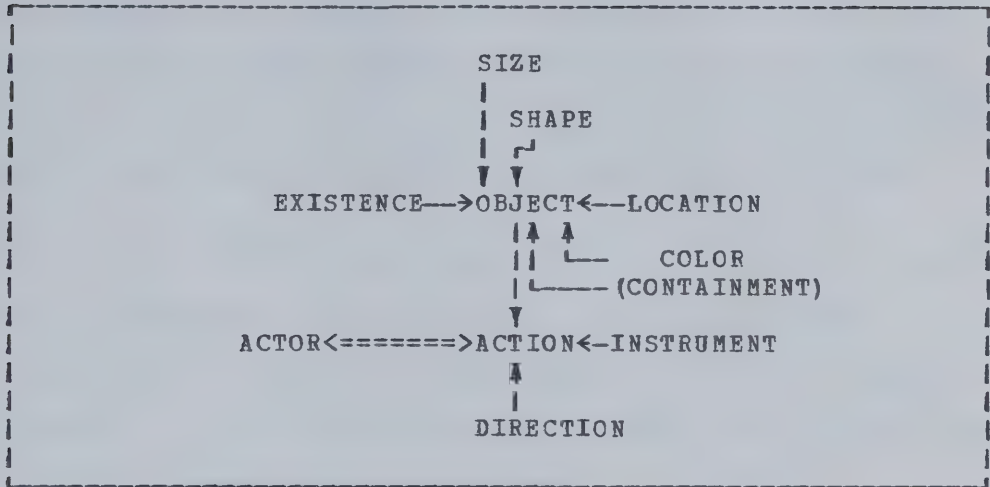 SIZE
SHAPE
EXISTENCE-->OBJECT<--LOCATION
COLOR
(CONTAINMENT)
ACTOR<=======>ACTION<-INSTRUMENT
DIRECTION